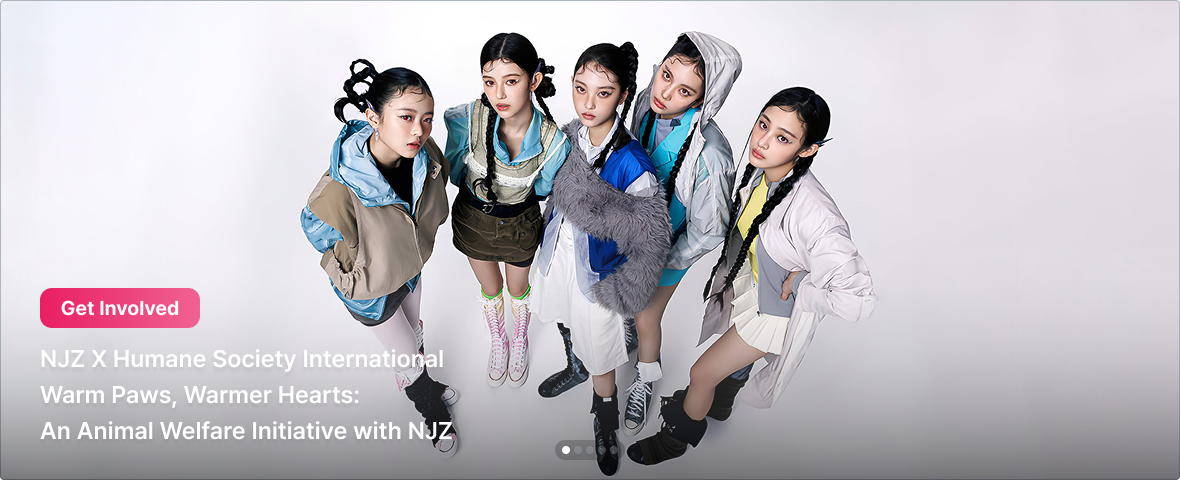 Get Involved
NJZ X Humane Society International
Warm Paws, Warmer Hearts:
An Animal Welfare Initiative with NJZ